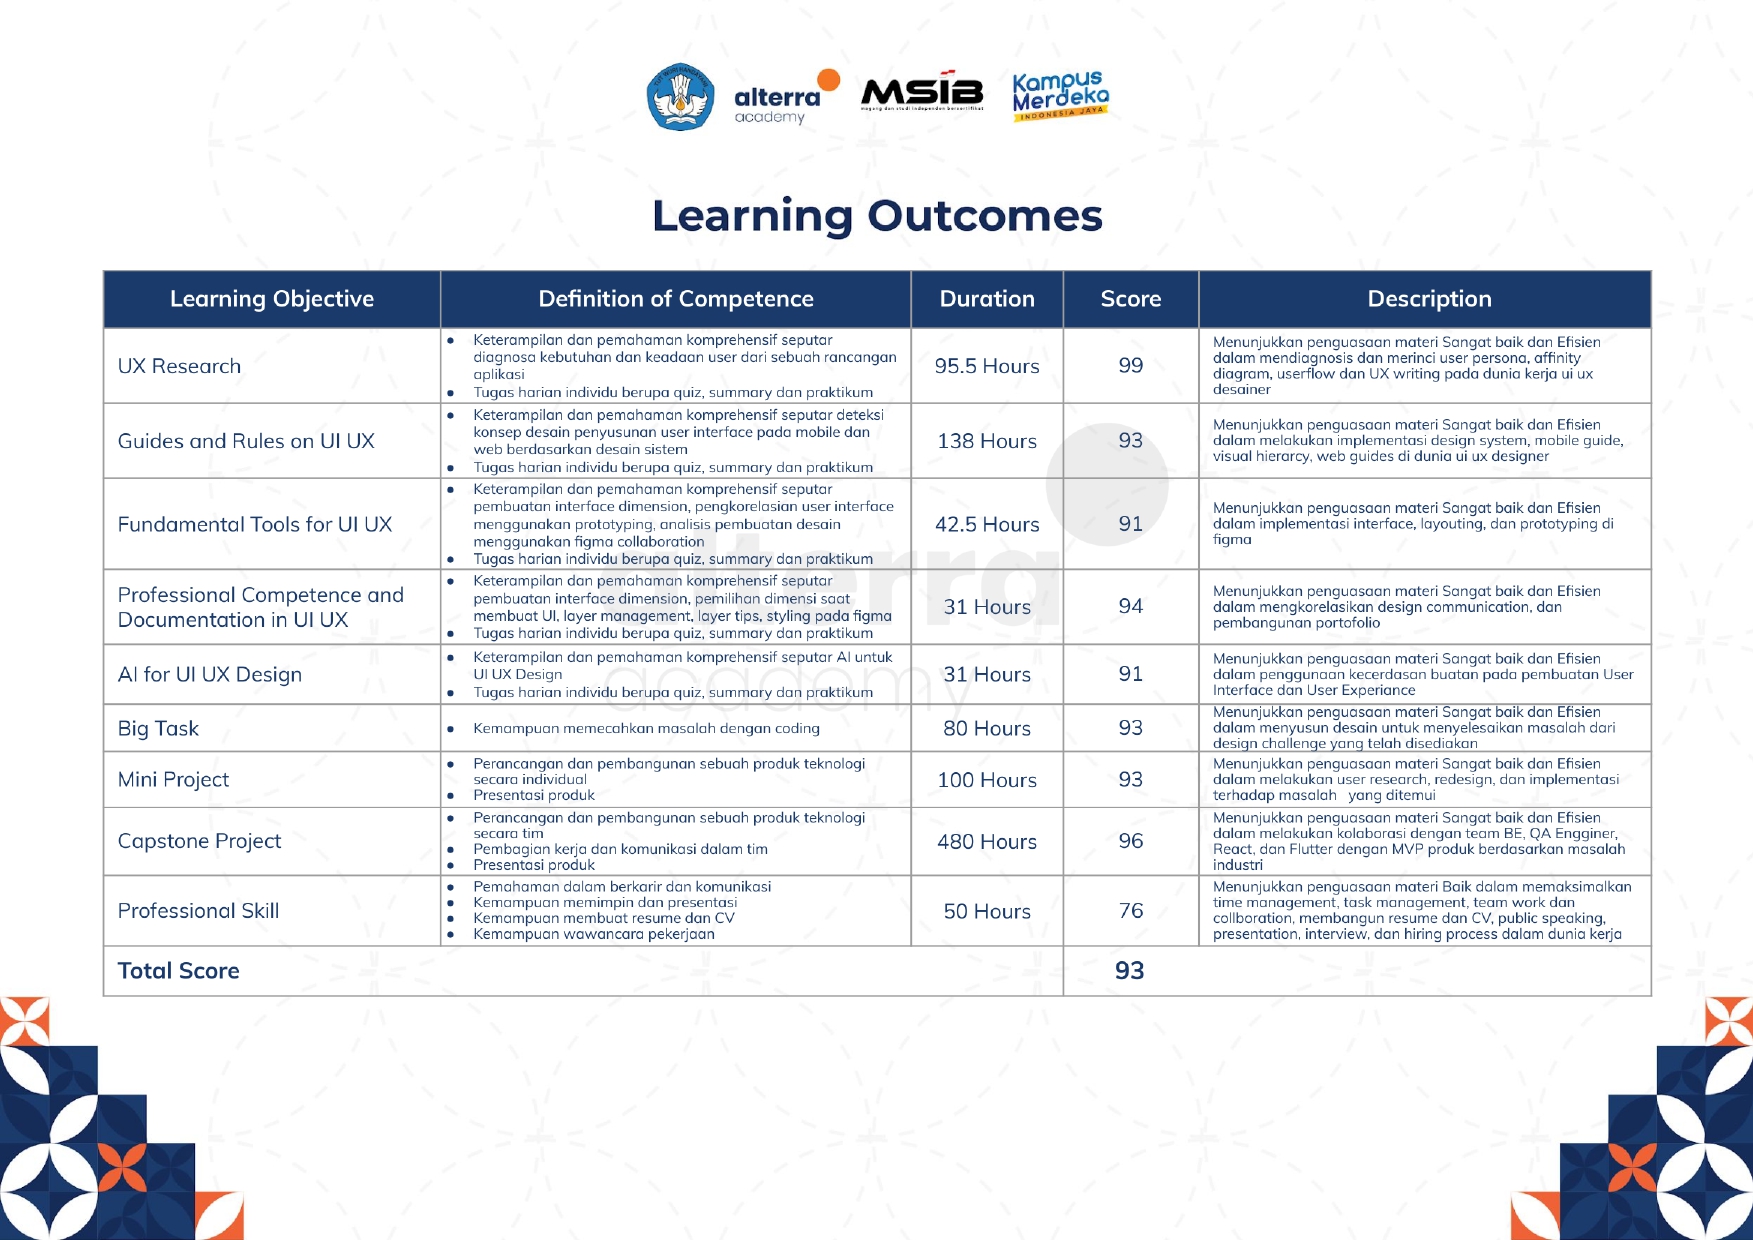 TUT WURI HANDAYANI
alterra
academy
MSIB
magang dan studi independen bersertifikat
Kampus
Merdeka
INDONESIA JAYA
Learning Outcomes
Learning Objective Definition of Competence Duration Score Description
UX Research
Keterampilan dan pemahaman komprehensif seputar
diagnosa kebutuhan dan keadaan user dari sebuah rancangan
aplikasi
Tugas harian individu berupa quiz, summary dan praktikum
95.5 Hours
99
Menunjukkan penguasaan materi Sangat baik dan Efisien
dalam mendiagnosis dan merinci user persona, affinity
diagram, userflow dan UX writing pada dunia kerja ui ux
desainer
Guides and Rules on UI UX
Keterampilan dan pemahaman komprehensif seputar deteksi
konsep desain penyusunan user interface pada mobile dan
web berdasarkan desain sistem
Tugas harian individu berupa quiz, summary dan praktikum
138 Hours
93
Menunjukkan penguasaan materi Sangat baik dan Efisien
dalam melakukan implementasi design system, mobile guide,
visual hierarcy, web guides di dunia ui ux designer
Fundamental Tools for UI UX
Keterampilan dan pemahaman komprehensif seputar
pembuatan interface dimension, pengkorelasian user interface
menggunakan prototyping, analisis pembuatan desain
menggunakan figma collaboration
Tugas harian individu berupa quiz, summary dan praktikum
42.5 Hours
91
Menunjukkan penguasaan materi Sangat baik dan Efisien
dalam implementasi interface, layouting, dan prototyping di
figma
Professional Competence and
Documentation in UI UX
Keterampilan dan pemahaman komprehensif seputar
pembuatan interface dimension, pemilihan dimensi saat
membuat UI, layer management, layer tips, styling pada figma
Tugas harian individu berupa quiz, summary dan praktikum
31 Hours
94
Menunjukkan penguasaan materi Sangat baik dan Efisien
dalam mengkorelasikan design communication, dan
pembangunan portofolio
AI for UI UX Design
Keterampilan dan pemahaman komprehensif seputar AI untuk
UI UX Design
Tugas harian individu berupa quiz, summary dan praktikum
31 Hours
91
Menunjukkan penguasaan materi Sangat baik dan Efisien
dalam penggunaan kecerdasan buatan pada pembuatan User
Interface dan User Experiance
Big Task
Kemampuan memecahkan masalah dengan coding
80 Hours
93
Menunjukkan penguasaan materi Sangat baik dan Efisien
dalam menyusun desain untuk menyelesaikan masalah dari
design challenge yang telah disediakan
Mini Project
Perancangan dan pembangunan sebuah produk teknologi
secara individual
Presentasi produk
100 Hours
93
Menunjukkan penguasaan materi Sangat baik dan Efisien
dalam melakukan user research, redesign, dan implementasi
terhadap masalah yang ditemui
Capstone Project
Perancangan dan pembangunan sebuah produk teknologi
secara tim
Pembagian kerja dan komunikasi dalam tim
Presentasi produk
480 Hours
96
Menunjukkan penguasaan materi Sangat baik dan Efisien
dalam melakukan kolaborasi dengan team BE, QA Engginer,
React, dan Flutter dengan MVP produk berdasarkan masalah
industri
Professional Skill
Pemahaman dalam berkarir dan komunikasi
Kemampuan memimpin dan presentasi
Kemampuan membuat resume dan CV
Kemampuan wawancara pekerjaan
50 Hours
76
Menunjukkan penguasaan materi Baik dalam memaksimalkan
time management, task management, team work dan
collboration, membangun resume dan CV, public speaking,
presentation, interview, dan hiring process dalam dunia kerja
Total Score 93
alterra
academy